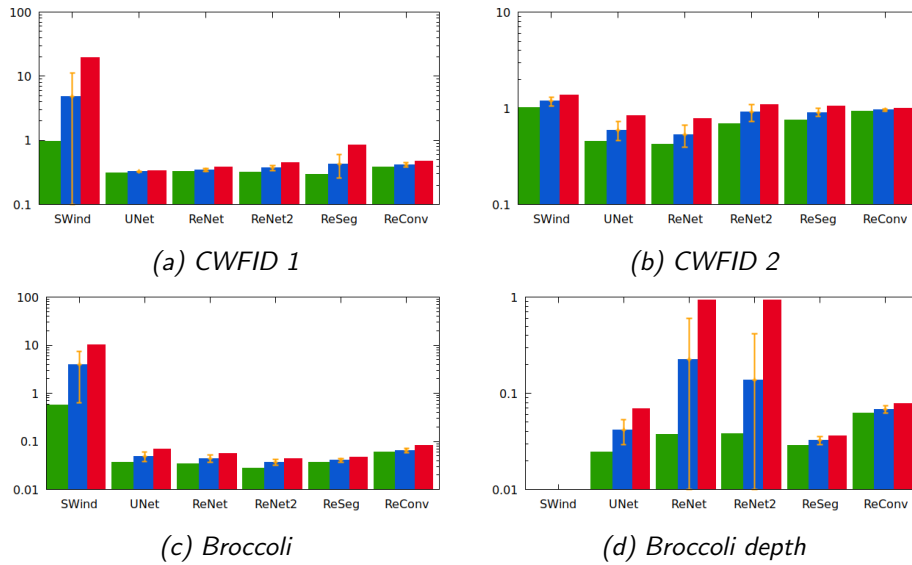 100
10
1
0.1
SWind UNet ReNet ReNet2 ReSeg ReConv
(a) CWFID 1
10
1
0.1
SWind UNet ReNet ReNet2 ReSeg ReConv
(b) CWFID 2
100
10
1
0.1
0.01
SWind UNet ReNet ReNet2 ReSeg ReConv
(c) Broccoli
1
0.1
0.01
SWind UNet ReNet ReNet2 ReSeg ReConv
(d) Broccoli depth